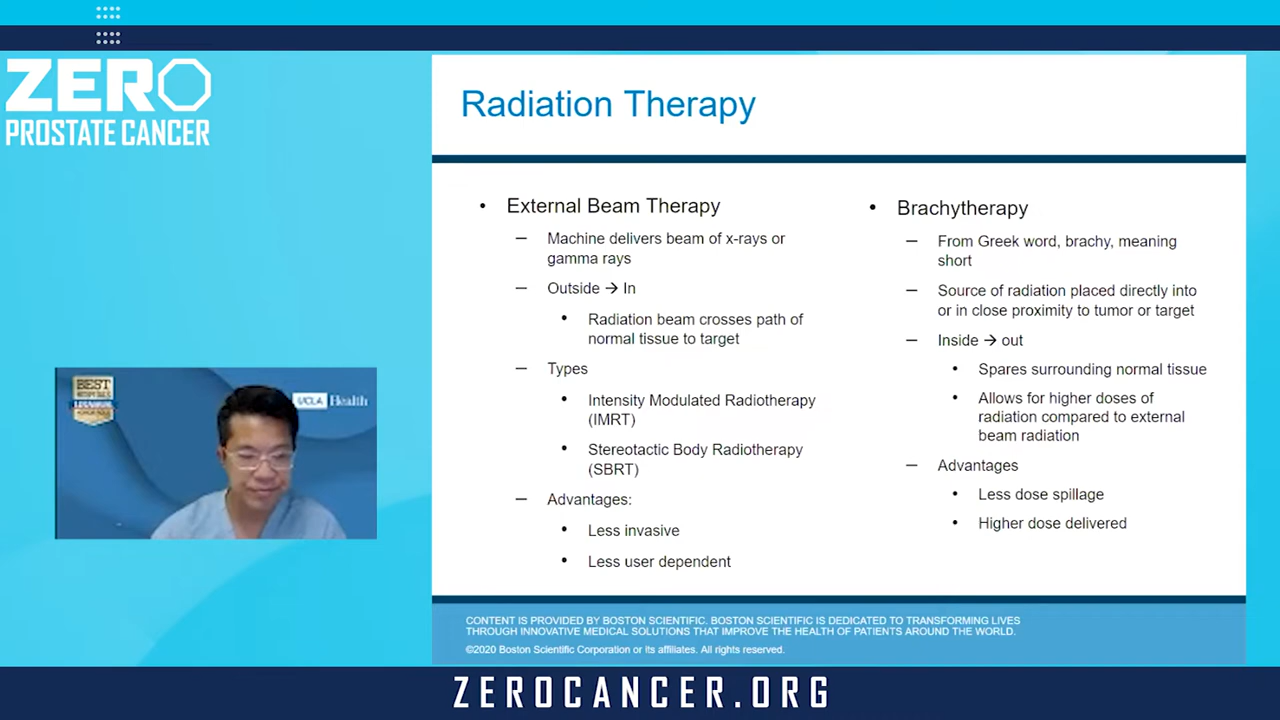 ZERO
PROSTATE CANCER
Radiation Therapy
• External Beam Therapy
– Machine delivers beam of x-rays or
gamma rays
– Outside → In
• Radiation beam crosses path of
normal tissue to target
– Types
• Intensity Modulated Radiotherapy
(IMRT)
• Stereotactic Body Radiotherapy
(SBRT)
– Advantages:
• Less invasive
• Less user dependent
• Brachytherapy
– From Greek word, brachy, meaning
short
– Source of radiation placed directly into
or in close proximity to tumor or target
– Inside → out
• Spares surrounding normal tissue
• Allows for higher doses of
radiation compared to external
beam radiation
– Advantages
• Less dose spillage
• Higher dose delivered
BEST
HOSPITALS
UCLA Health
CONTENT IS PROVIDED BY BOSTON SCIENTIFIC. BOSTON SCIENTIFIC IS DEDICATED TO TRANSFORMING LIVES
THROUGH INNOVATIVE MEDICAL SOLUTIONS THAT IMPROVE THE HEALTH OF PATIENTS AROUND THE WORLD.
©2020 Boston Scientific Corporation or its affiliates. All rights reserved.
ZEROCANCER.ORG